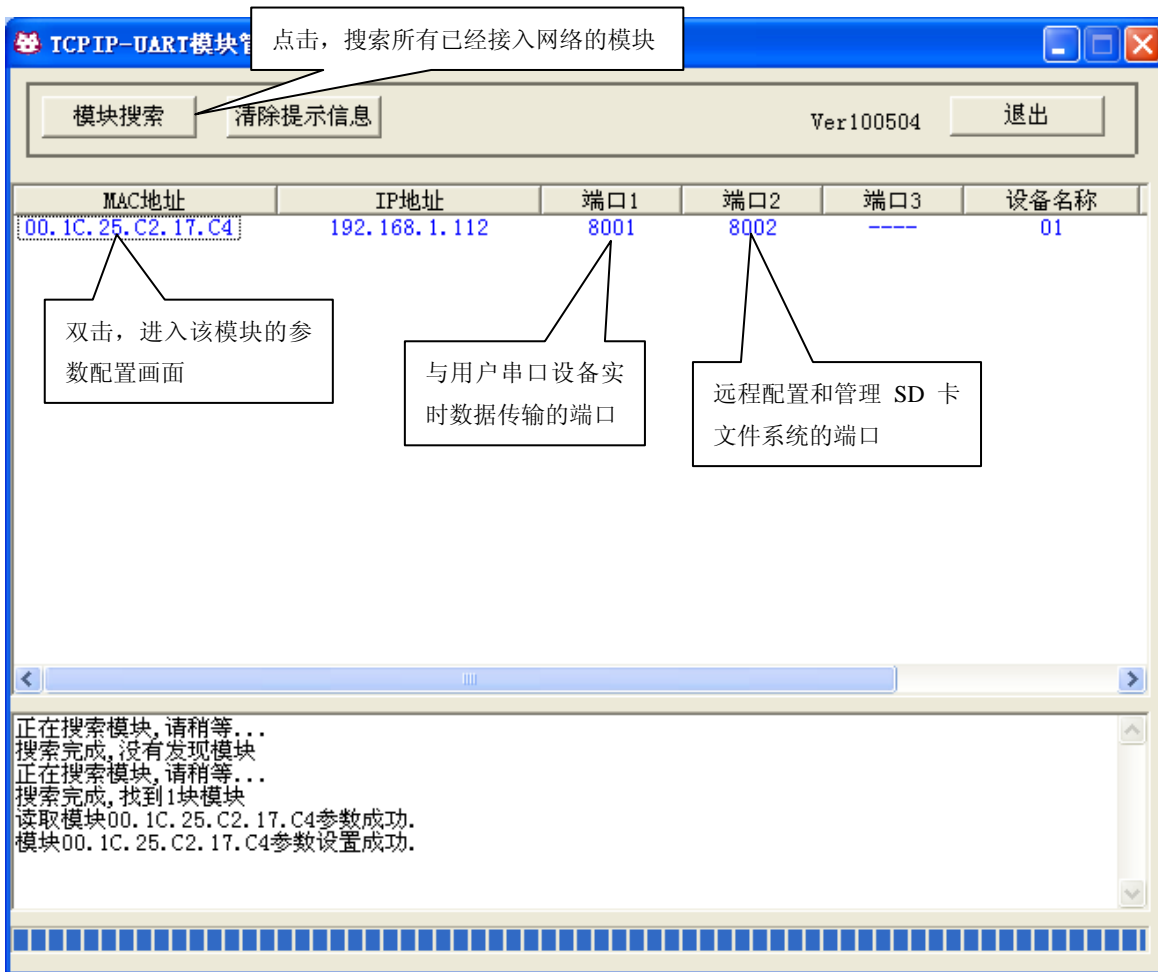 TCPIP-UART模块管
点击，搜索所有已经接入网络的模块
模块搜索
清除提示信息
Ver100504
退出
MAC地址 IP地址 端口1 端口2 端口3 设备名称
00.1C.25.C2.17.C4 192.168.1.112 8001 8002 ---- 01
双击，进入该模块的参
数配置画面
与用户串口设备实
时数据传输的端口
远程配置和管理 SD 卡
文件系统的端口
正在搜索模块,请稍等...
搜索完成,没有发现模块
正在搜索模块,请稍等...
搜索完成,找到1块模块
读取模块00.1C.25.C2.17.C4参数成功.
模块00.1C.25.C2.17.C4参数设置成功.